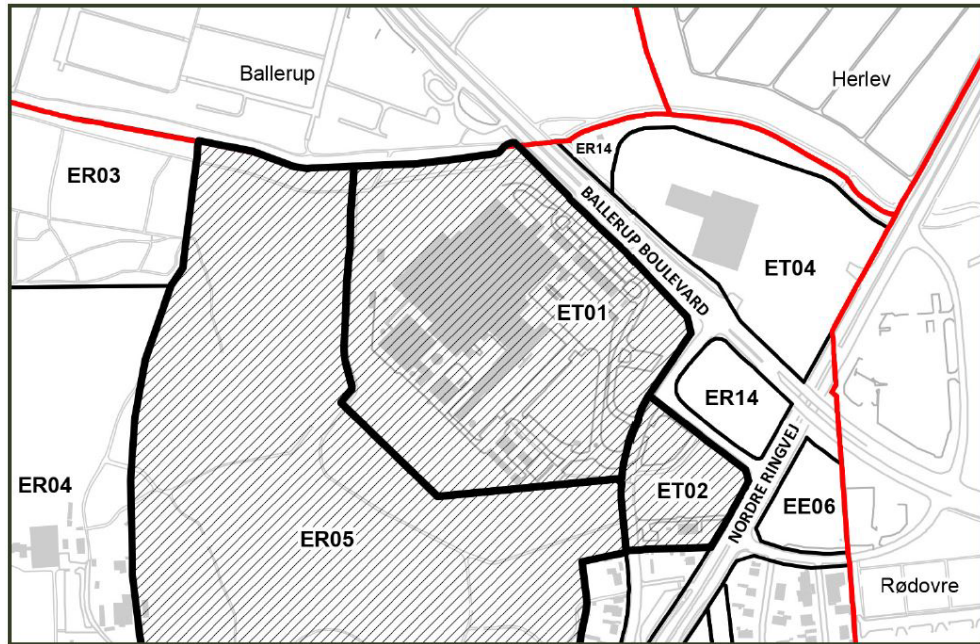 Ballerup
Herlev
ER14
ER03
BALLERUP BOULEVARD
ET04
ET01
ER14
ER04
ET02
NORDRE RINGVEJ
EE06
ER05
Rødovre